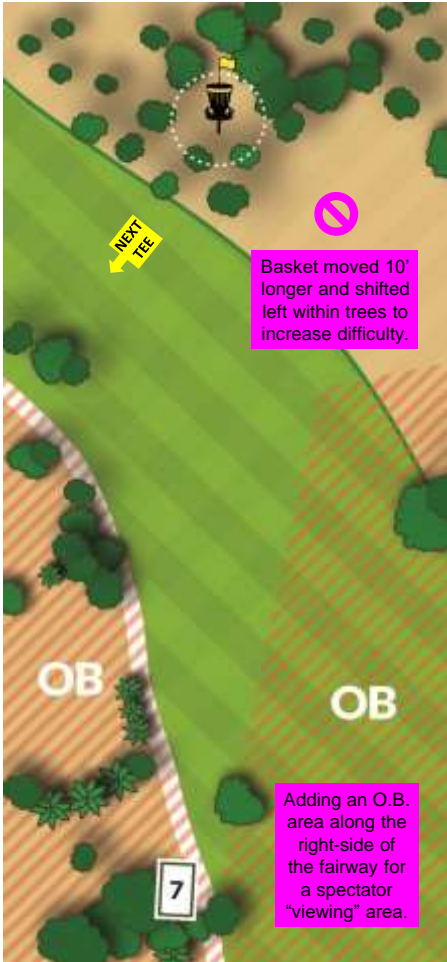 NEXT
TEE
Basket moved 10’
longer and shifted
left within trees to
increase difficulty.
OB
OB
Adding an O.B.
area along the
right-side of
the fairway for
a spectator
“viewing” area.
7